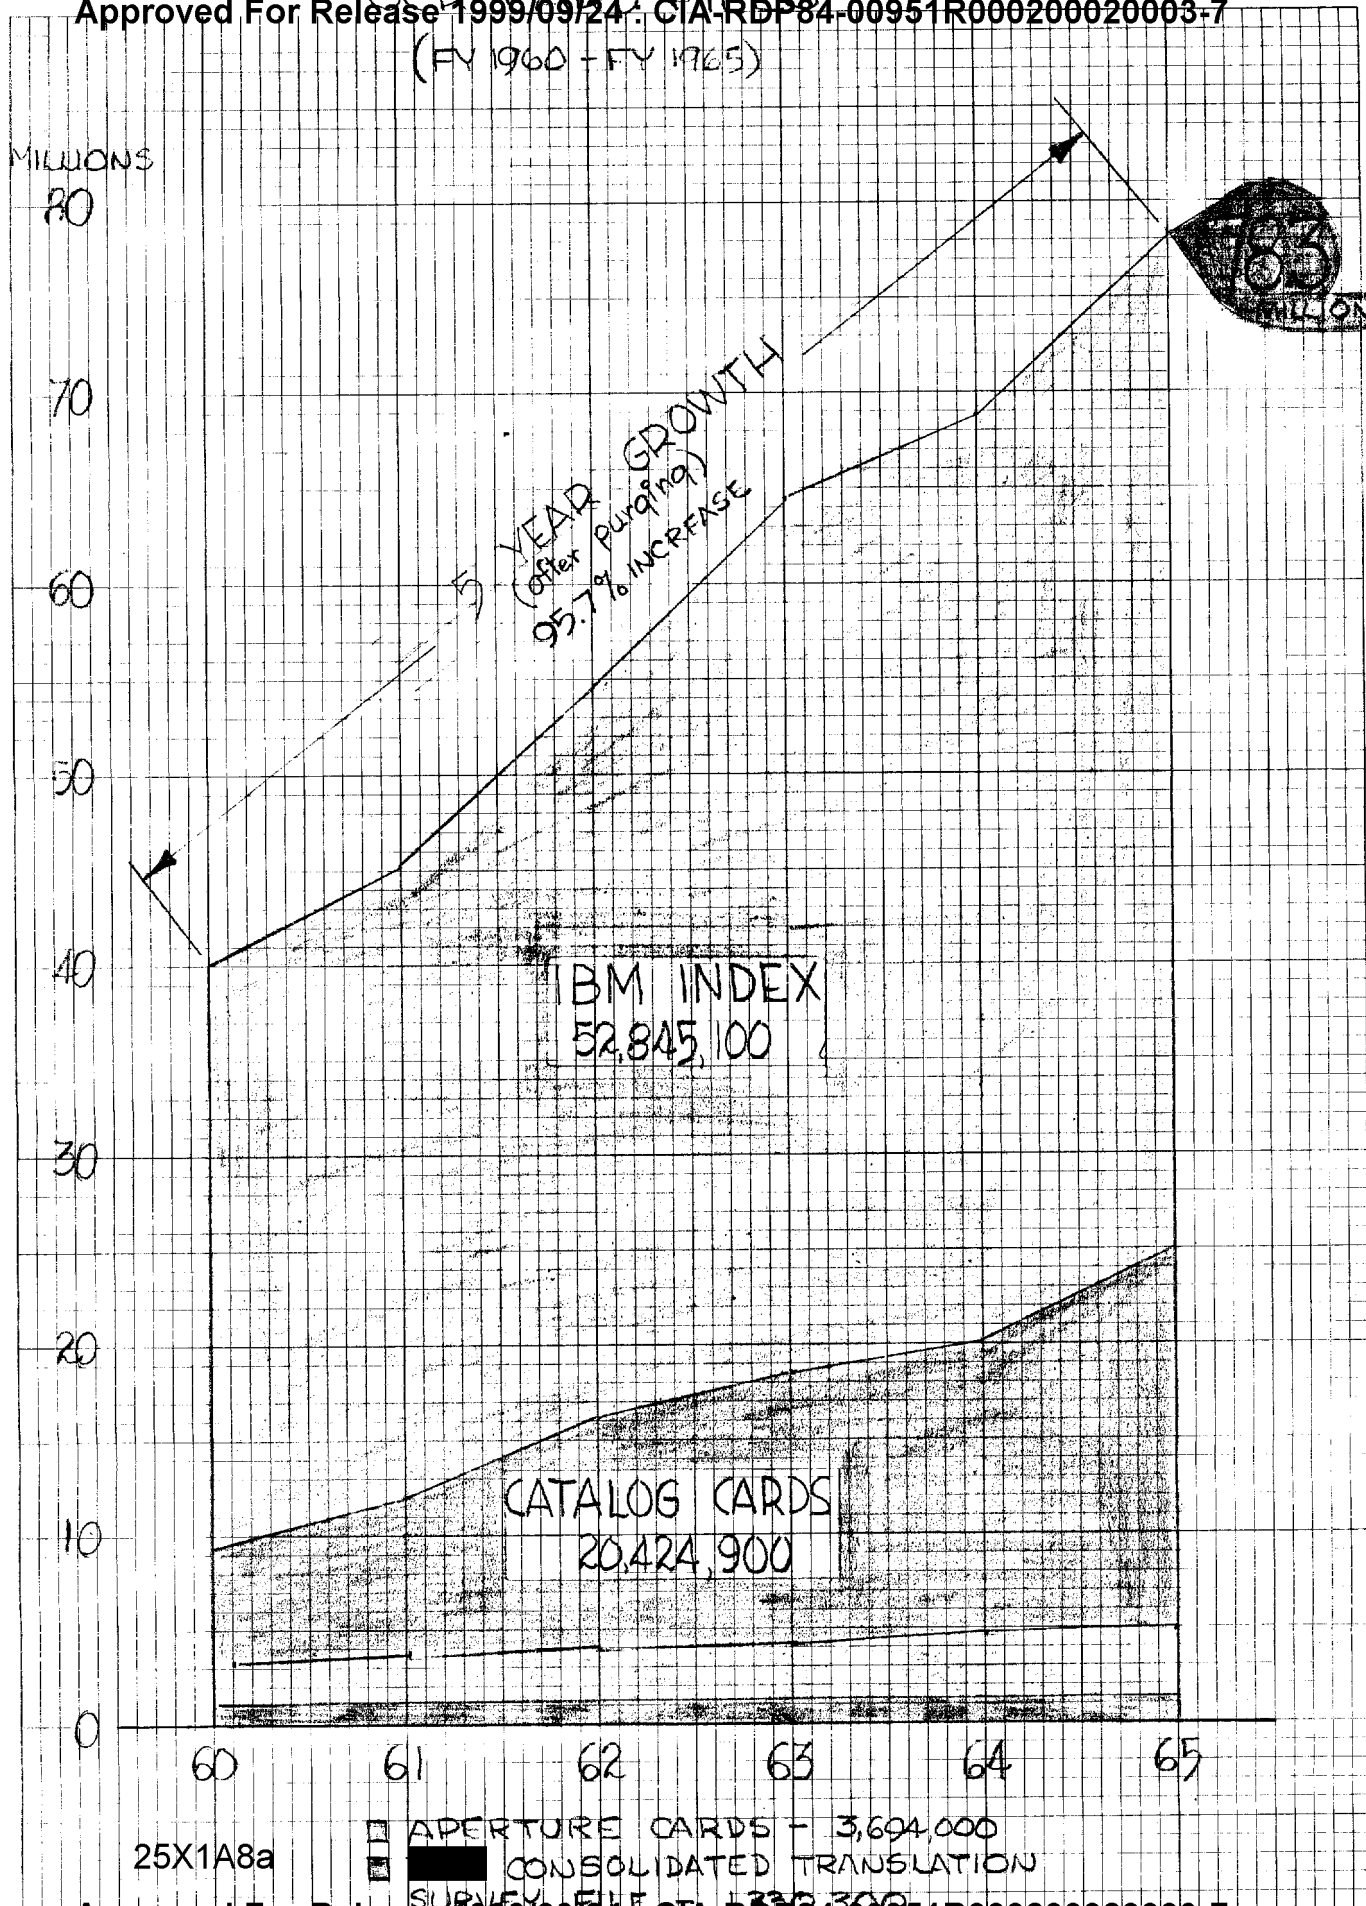 Approved For Release 1999/09/24 : CIA-RDP84-00951R000200020003-7
(FY 1960 - FY 1965)
MILLIONS
80
78.3
MILLION
70
5 YEAR GROWTH
(after purging)
95.7% INCREASE
60
50
40
IBM INDEX
52,845,100
30
20
CATALOG CARDS
20,424,900
10
0
60 61 62 63 64 65
APERTURE CARDS - 3,694,000
25X1A8a
CONSOLIDATED TRANSLATION
SURVEY FILE